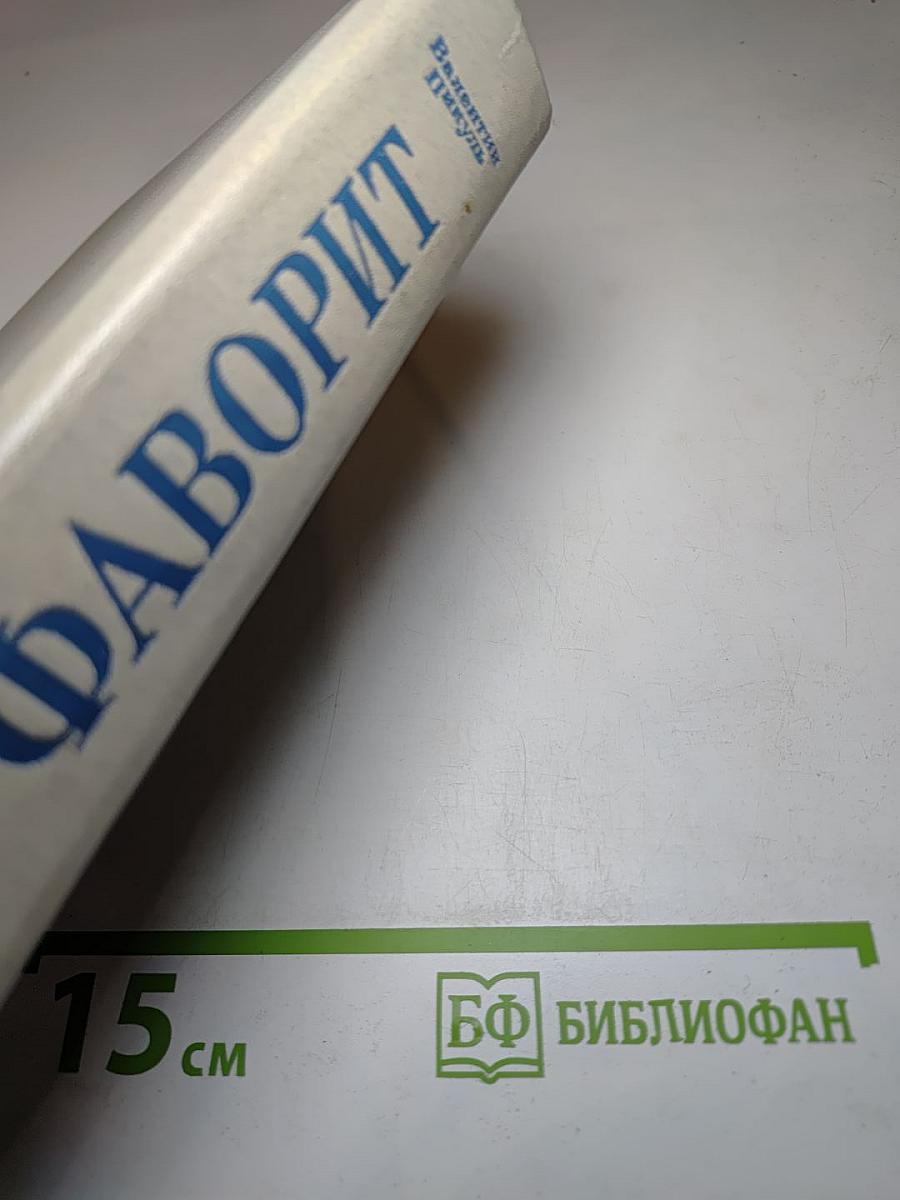 Валентин
Пикуль
ФАВОРИТ
15 см
БФ БИБЛИОФАН